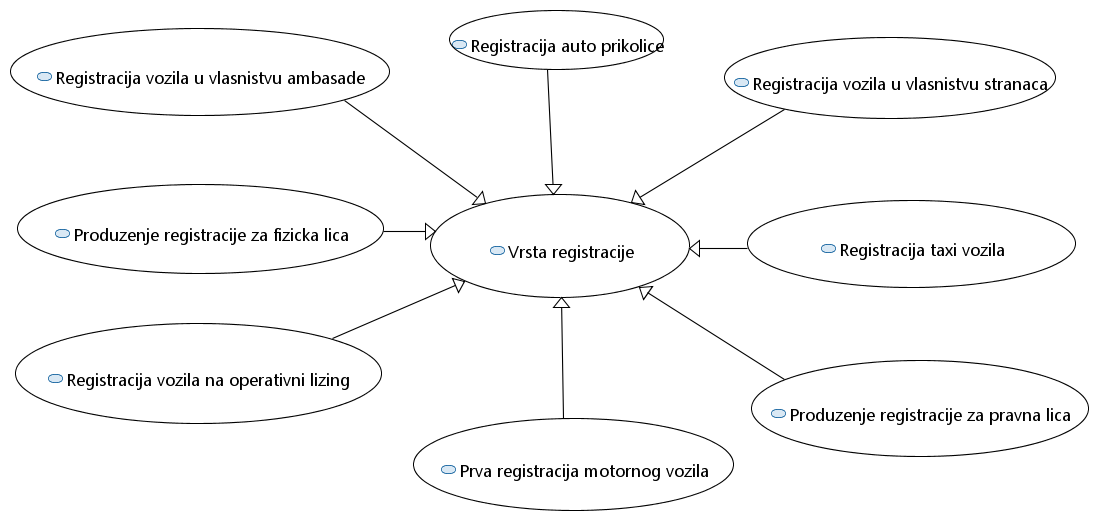 Registracija auto prikolice
Registracija vozila u vlasnistvu ambasade
Registracija vozila u vlasnistvu stranaca
Produzenje registracije za fizicka lica
Vrsta registracije
Registracija taxi vozila
Registracija vozila na operativni lizing
Produzenje registracije za pravna lica
Prva registracija motornog vozila